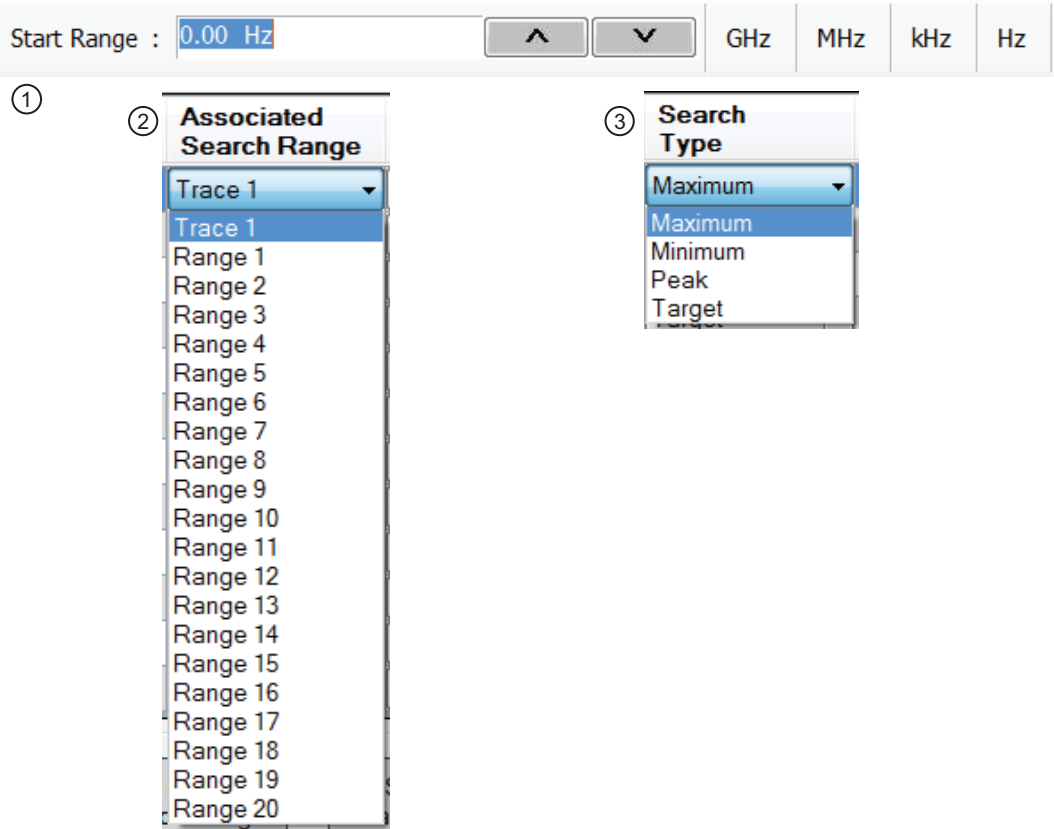 Start Range : 0.00 Hz GHz MHz kHz Hz
1
2 Associated
Search Range
Trace 1
Trace 1
Range 1
Range 2
Range 3
Range 4
Range 5
Range 6
Range 7
Range 8
Range 9
Range 10
Range 11
Range 12
Range 13
Range 14
Range 15
Range 16
Range 17
Range 18
Range 19
Range 20
3 Search
Type
Maximum
Maximum
Minimum
Peak
Target